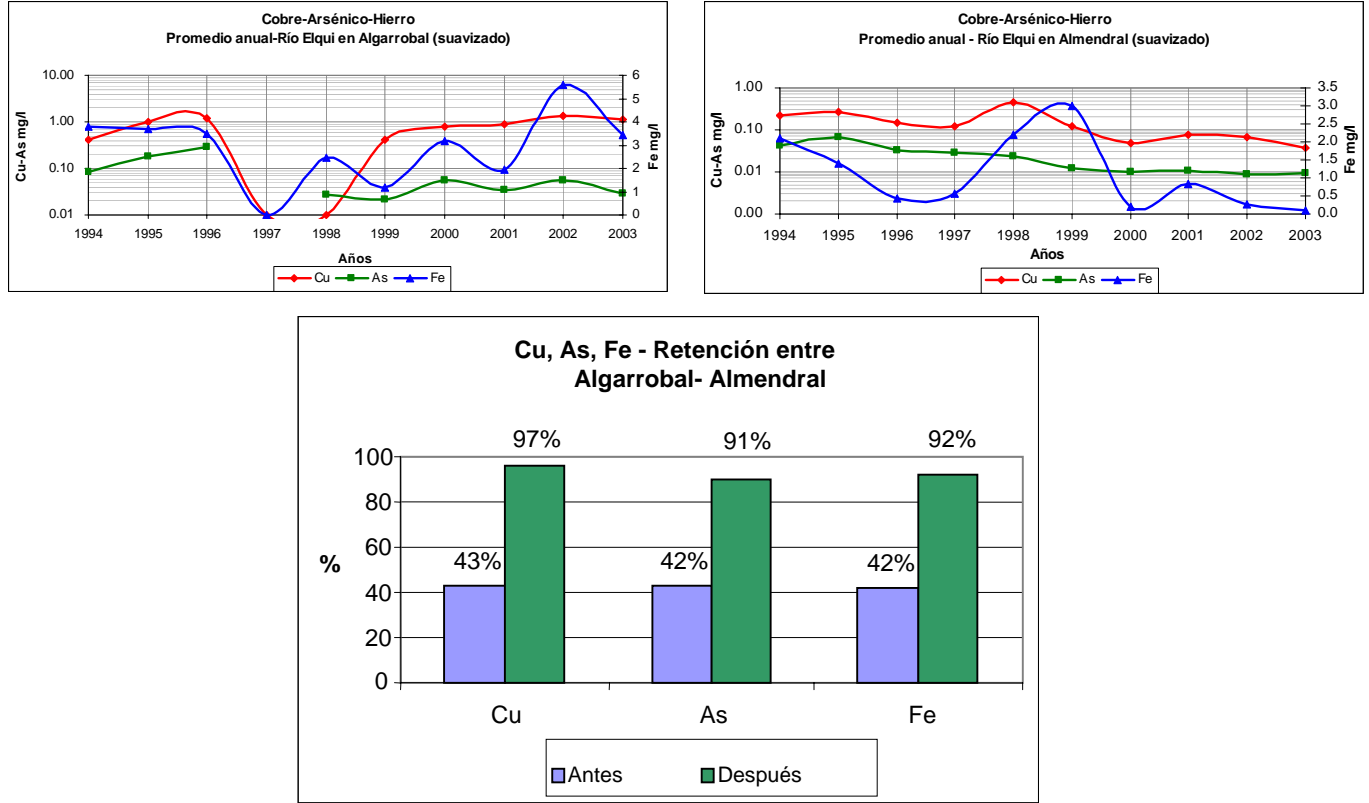 Cobre-Arsénico-Hierro
Promedio anual-Río Elqui en Algarrobal (suavizado)
Cu-As mg/l
10.00
1.00
0.10
0.01
6
5
4
3
2
1
0
Fe mg/l
1994 1995 1996 1997 1998 1999 2000 2001 2002 2003
Años
Cu As Fe
Cobre-Arsénico-Hierro
Promedio anual - Río Elqui en Almendral (suavizado)
Cu-As mg/l
1.00
0.10
0.01
0.00
3.5
3.0
2.5
2.0
1.5
1.0
0.5
0.0
Fe mg/l
1994 1995 1996 1997 1998 1999 2000 2001 2002 2003
Años
Cu As Fe
Cu, As, Fe - Retención entre
Algarrobal- Almendral
%
100
80
60
40
20
0
43% 97% 42% 91% 42% 92%
Cu As Fe
Antes Después